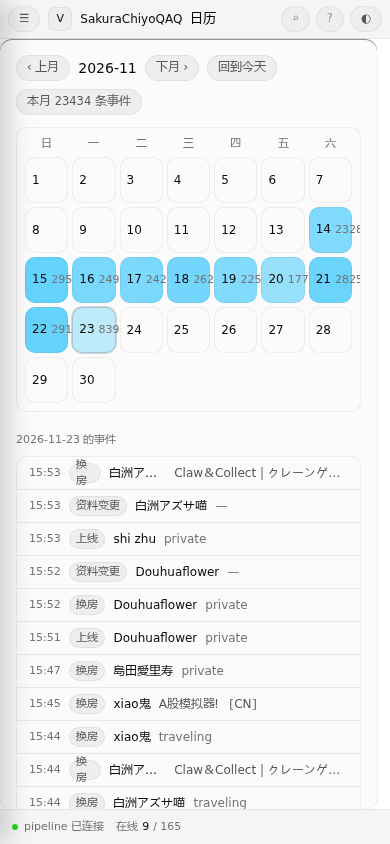 ☰ V SakuraChiyoQAQ 日历 ⌕ ? ◐
‹ 上月 2026-11 下月 › 回到今天
本月 23434 条事件
日 一 二 三 四 五 六
1 2 3 4 5 6 7
8 9 10 11 12 13 14 2328
15 295 16 249 17 242 18 262 19 225 20 177 21 2825
22 291 23 839 24 25 26 27 28
29 30
2026-11-23 的事件
15:53 换房 白洲ア… Claw&Collect | クレーンゲ…
15:53 资料变更 白洲アズサ喵 —
15:53 上线 shi zhu private
15:52 资料变更 Douhuaflower —
15:52 换房 Douhuaflower private
15:51 上线 Douhuaflower private
15:47 换房 島田愛里寿 private
15:45 换房 xiao鬼 A股模拟器! [CN]
15:44 换房 xiao鬼 traveling
15:44 换房 白洲ア… Claw&Collect | クレーンゲ…
15:44 换房 白洲アズサ喵 traveling
pipeline 已连接 在线 9 / 165